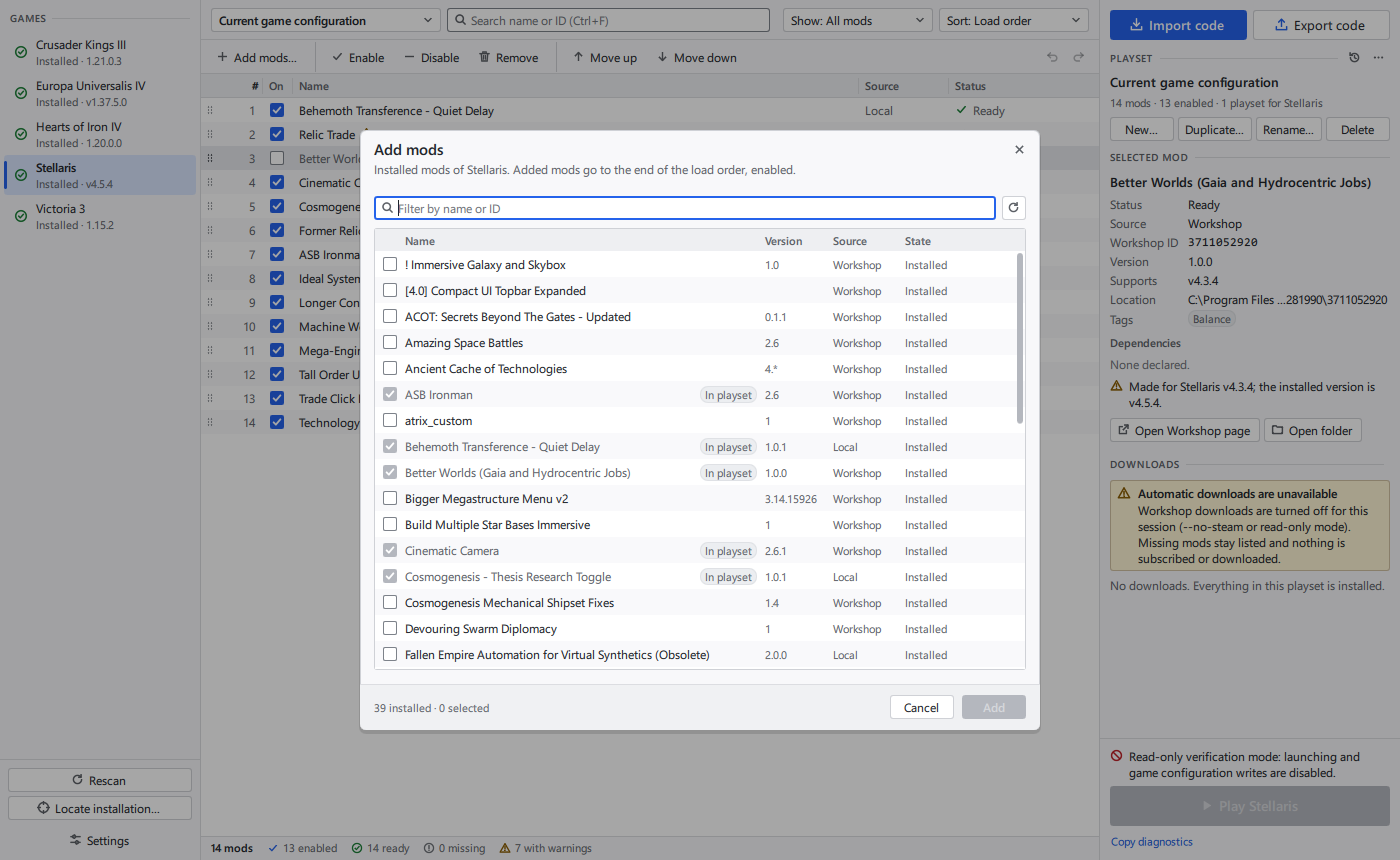 GAMES
Crusader Kings III
Installed · 1.21.0.3
Europa Universalis IV
Installed · v1.37.5.0
Hearts of Iron IV
Installed · 1.20.0.0
Stellaris
Installed · v4.5.4
Victoria 3
Installed · 1.15.2
Rescan
Locate installation...
Settings
Current game configuration
Search name or ID (Ctrl+F)
Show: All mods
Sort: Load order
Add mods...
Enable
Disable
Remove
Move up
Move down
# On Name Source Status
1 Behemoth Transference - Quiet Delay Local Ready
2 Relic Trade
3 Better Worl
4 Cinematic C
5 Cosmogene
6 Former Reli
7 ASB Ironma
8 Ideal System
9 Longer Con
10 Machine W
11 Mega-Engi
12 Tall Order U
13 Trade Click
14 Technology
Add mods
Installed mods of Stellaris. Added mods go to the end of the load order, enabled.
Filter by name or ID
Name Version Source State
! Immersive Galaxy and Skybox 1.0 Workshop Installed
[4.0] Compact UI Topbar Expanded Workshop Installed
ACOT: Secrets Beyond The Gates - Updated 0.1.1 Workshop Installed
Amazing Space Battles 2.6 Workshop Installed
Ancient Cache of Technologies 4.* Workshop Installed
ASB Ironman In playset 2.6 Workshop Installed
atrix_custom 1 Workshop Installed
Behemoth Transference - Quiet Delay In playset 1.0.1 Local Installed
Better Worlds (Gaia and Hydrocentric Jobs) In playset 1.0.0 Workshop Installed
Bigger Megastructure Menu v2 3.14.15926 Workshop Installed
Build Multiple Star Bases Immersive 1 Workshop Installed
Cinematic Camera In playset 2.6.1 Workshop Installed
Cosmogenesis - Thesis Research Toggle In playset 1.0.1 Local Installed
Cosmogenesis Mechanical Shipset Fixes 1.4 Workshop Installed
Devouring Swarm Diplomacy 1 Workshop Installed
Fallen Empire Automation for Virtual Synthetics (Obsolete) 2.0.0 Local Installed
39 installed · 0 selected
Cancel
Add
14 mods 13 enabled 14 ready 0 missing 7 with warnings
Import code
Export code
PLAYSET
Current game configuration
14 mods · 13 enabled · 1 playset for Stellaris
New...
Duplicate...
Rename...
Delete
SELECTED MOD
Better Worlds (Gaia and Hydrocentric Jobs)
Status Ready
Source Workshop
Workshop ID 3711052920
Version 1.0.0
Supports v4.3.4
Location C:\Program Files ...281990\3711052920
Tags Balance
Dependencies
None declared.
Made for Stellaris v4.3.4; the installed version is
v4.5.4.
Open Workshop page
Open folder
DOWNLOADS
Automatic downloads are unavailable
Workshop downloads are turned off for this
session (--no-steam or read-only mode).
Missing mods stay listed and nothing is
subscribed or downloaded.
No downloads. Everything in this playset is installed.
Read-only verification mode: launching and
game configuration writes are disabled.
Play Stellaris
Copy diagnostics